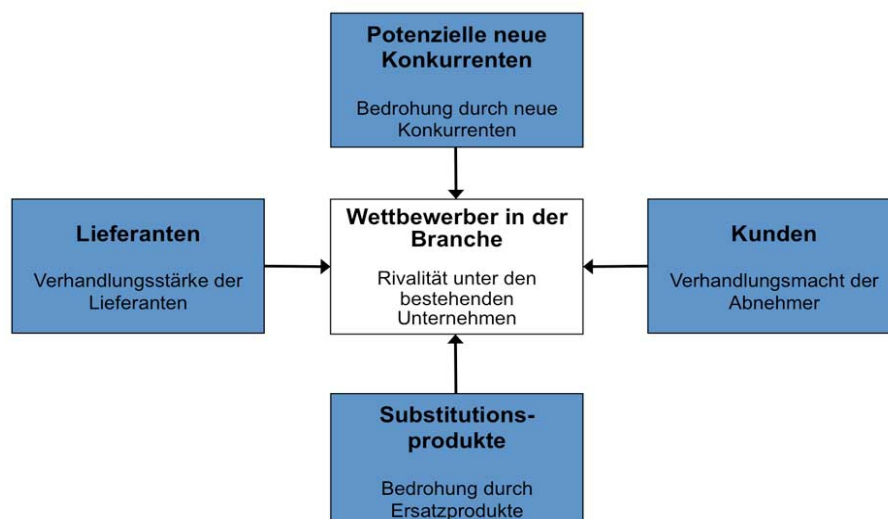 Potenzielle neue
Konkurrenten
Bedrohung durch neue
Konkurrenten
Lieferanten
Verhandlungsstärke der
Lieferanten
Wettbewerber in der
Branche
Rivalität unter den
bestehenden
Unternehmen
Kunden
Verhandlungsmacht der
Abnehmer
Substitutions-
produkte
Bedrohung durch
Ersatzprodukte